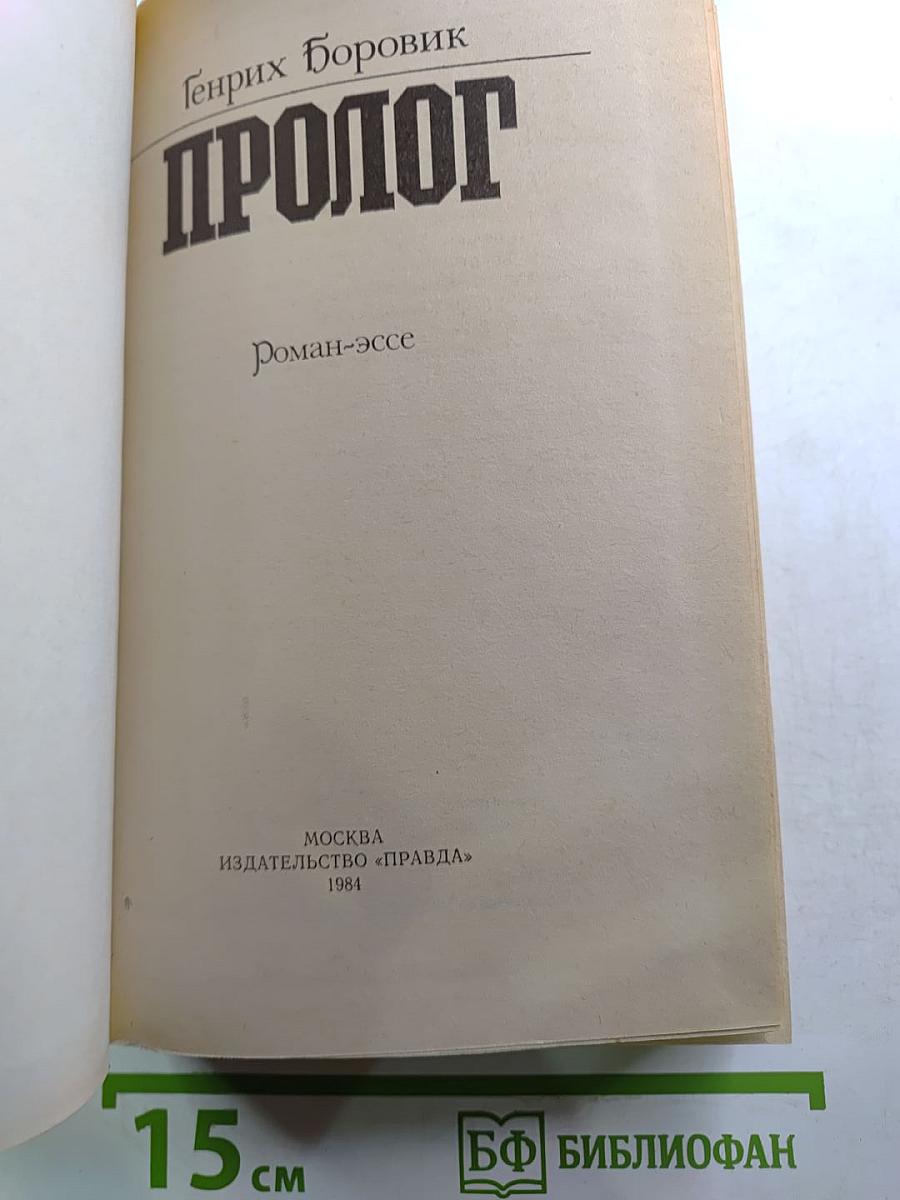 Генрих Боровик
ПРОЛОГ
Роман-эссе
МОСКВА
ИЗДАТЕЛЬСТВО «ПРАВДА»
1984
15 см
БФ БИБЛИОФАН